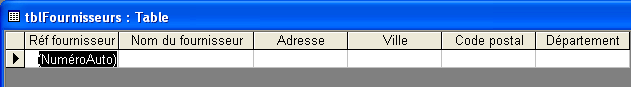 tblFournisseurs : Table
Réf fournisseur Nom du fournisseur Adresse Ville Code postal Département
(NuméroAuto)